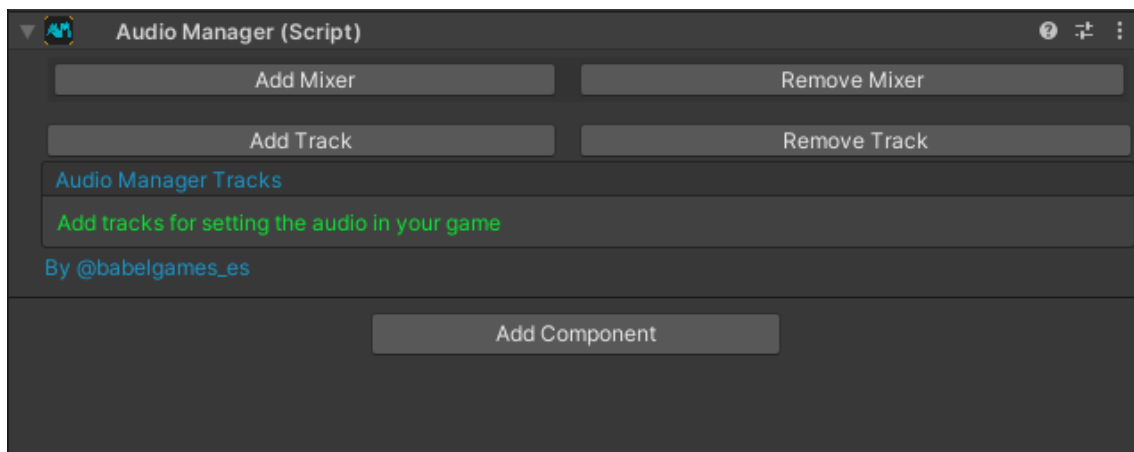 Audio Manager (Script)
Add Mixer Remove Mixer
Add Track Remove Track
Audio Manager Tracks
Add tracks for setting the audio in your game
By @babelgames_es
Add Component